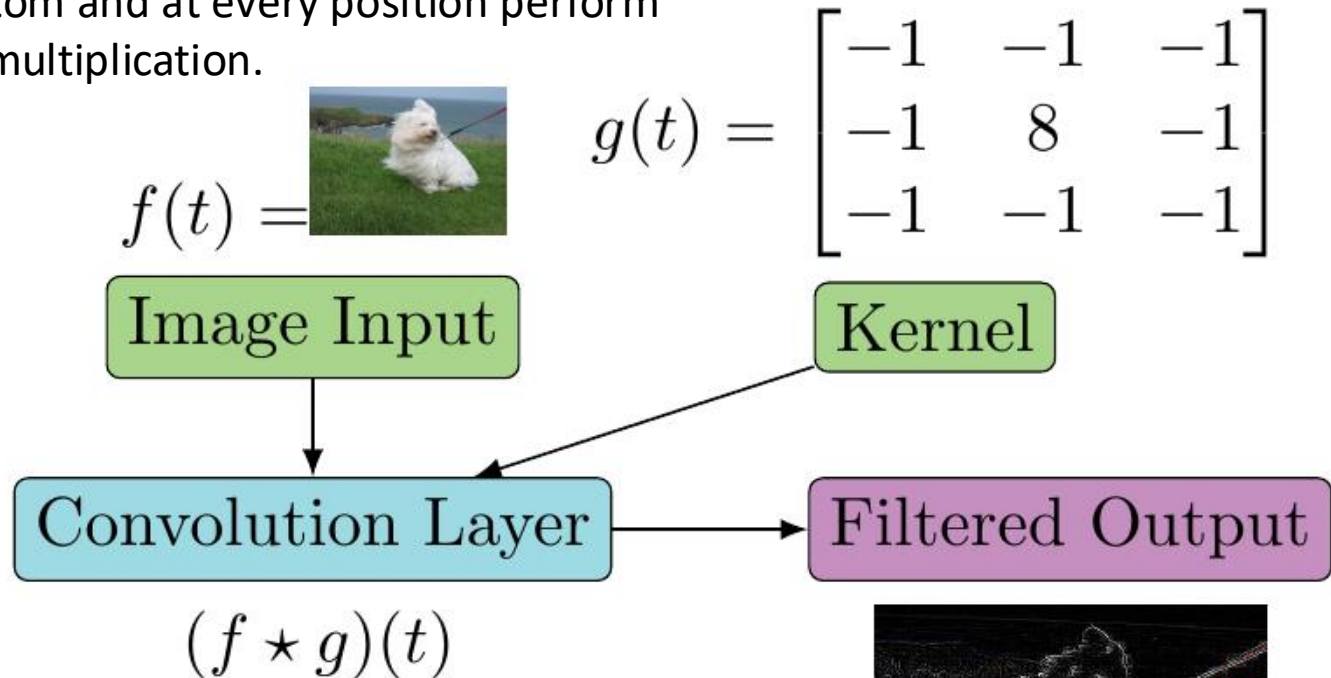 tom and at every position perform
multiplication.
g(t) = [−1 −1 −1
−1 8 −1
−1 −1 −1]
f(t) =
Image Input
Kernel
Convolution Layer
Filtered Output
(f ⋆ g)(t)